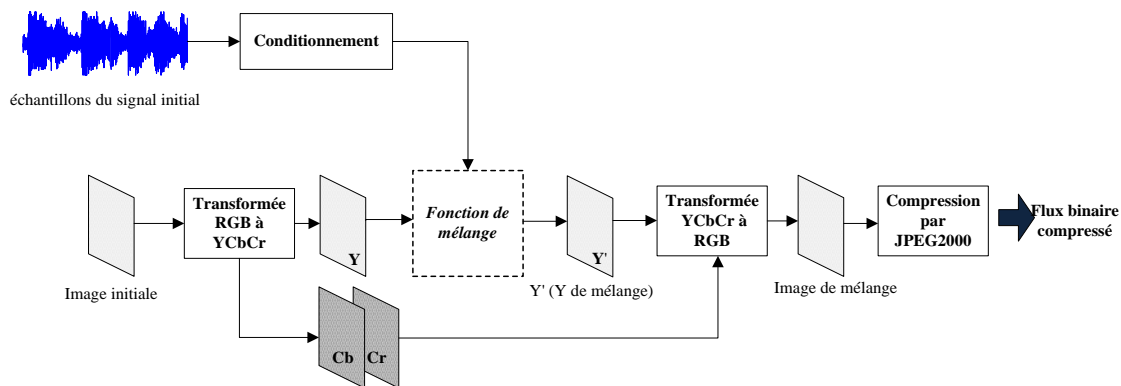 Conditionnement
échantillons du signal initial
Transformée
RGB à
YCbCr
Y
Fonction de
mélange
Y'
Transformée
YCbCr à
RGB
Compression
par
JPEG2000
Flux binaire
compressé
Image initiale
Y' (Y de mélange)
Image de mélange
Cb
Cr